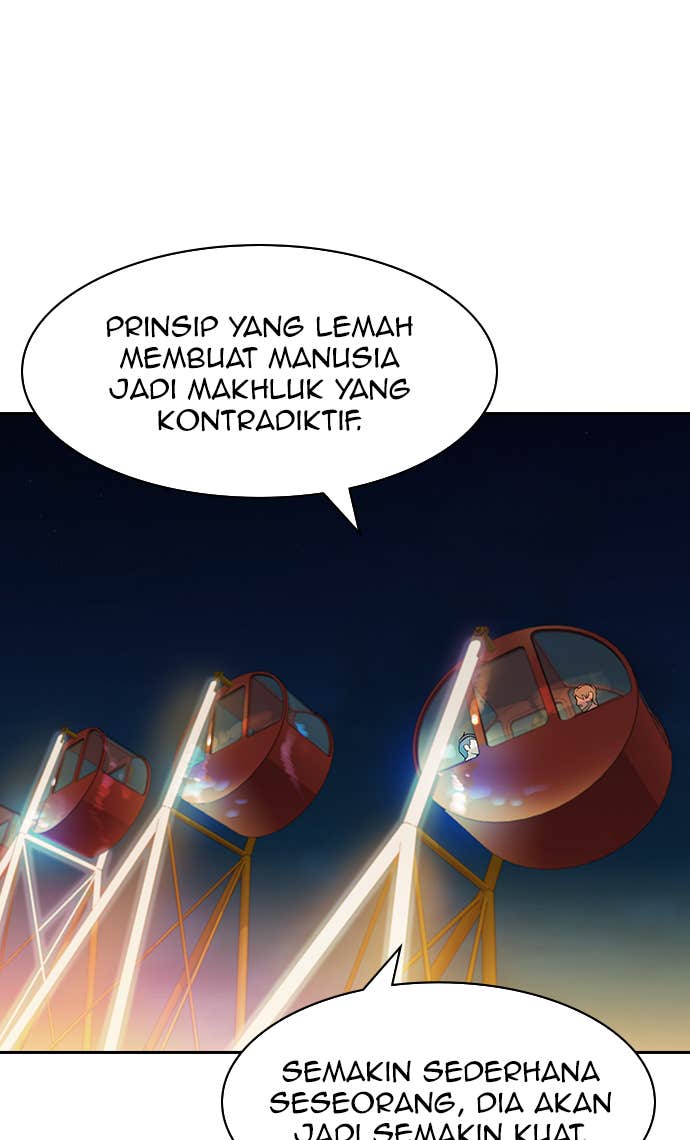 PRINSIP YANG LEMAH
MEMBUAT MANUSIA
JADI MAKHLUK YANG
KONTRADIKTIF.
SEMAKIN SEDERHANA
SESEORANG, DIA AKAN
JADI SEMAKIN KUAT.